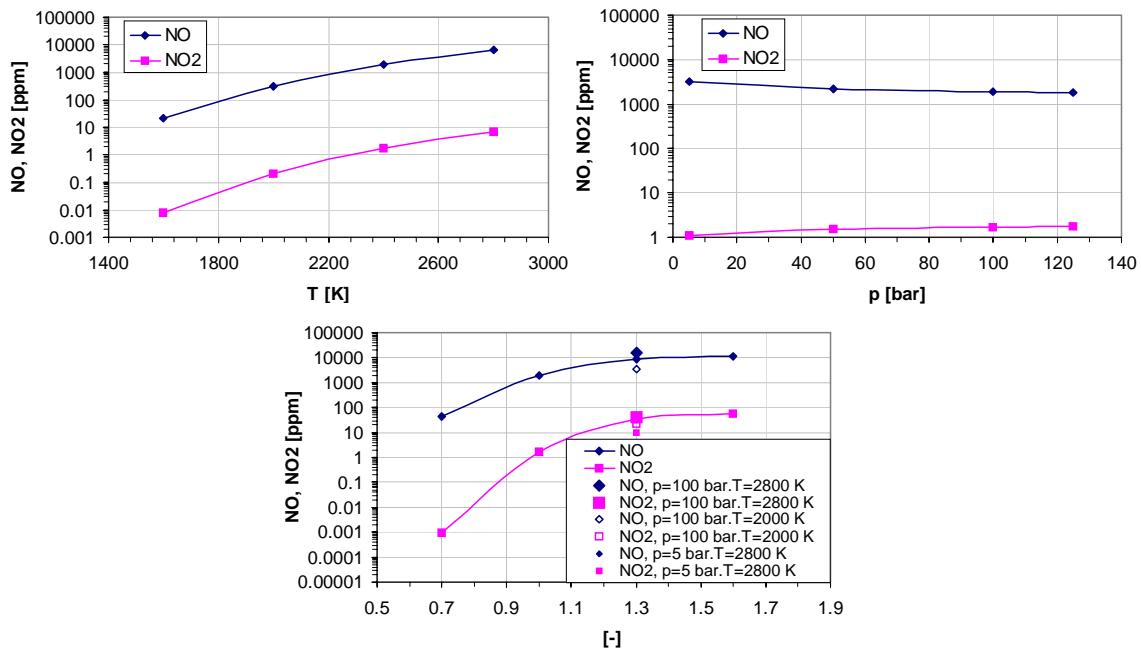 NO, NO2 [ppm]
100000
10000
1000
100
10
1
0.1
0.01
0.001
NO
NO2
1400 1800 2200 2600 3000
T [K]
NO, NO2 [ppm]
100000
10000
1000
100
10
1
NO
NO2
0 20 40 60 80 100 120 140
p [bar]
NO, NO2 [ppm]
100000
10000
1000
100
10
1
0.1
0.01
0.001
0.0001
0.00001
NO
NO2
NO, p=100 bar.T=2800 K
NO2, p=100 bar.T=2800 K
NO, p=100 bar.T=2000 K
NO2, p=100 bar.T=2000 K
NO, p=5 bar.T=2800 K
NO2, p=5 bar.T=2800 K
0.5 0.7 0.9 1.1 1.3 1.5 1.7 1.9
[-]